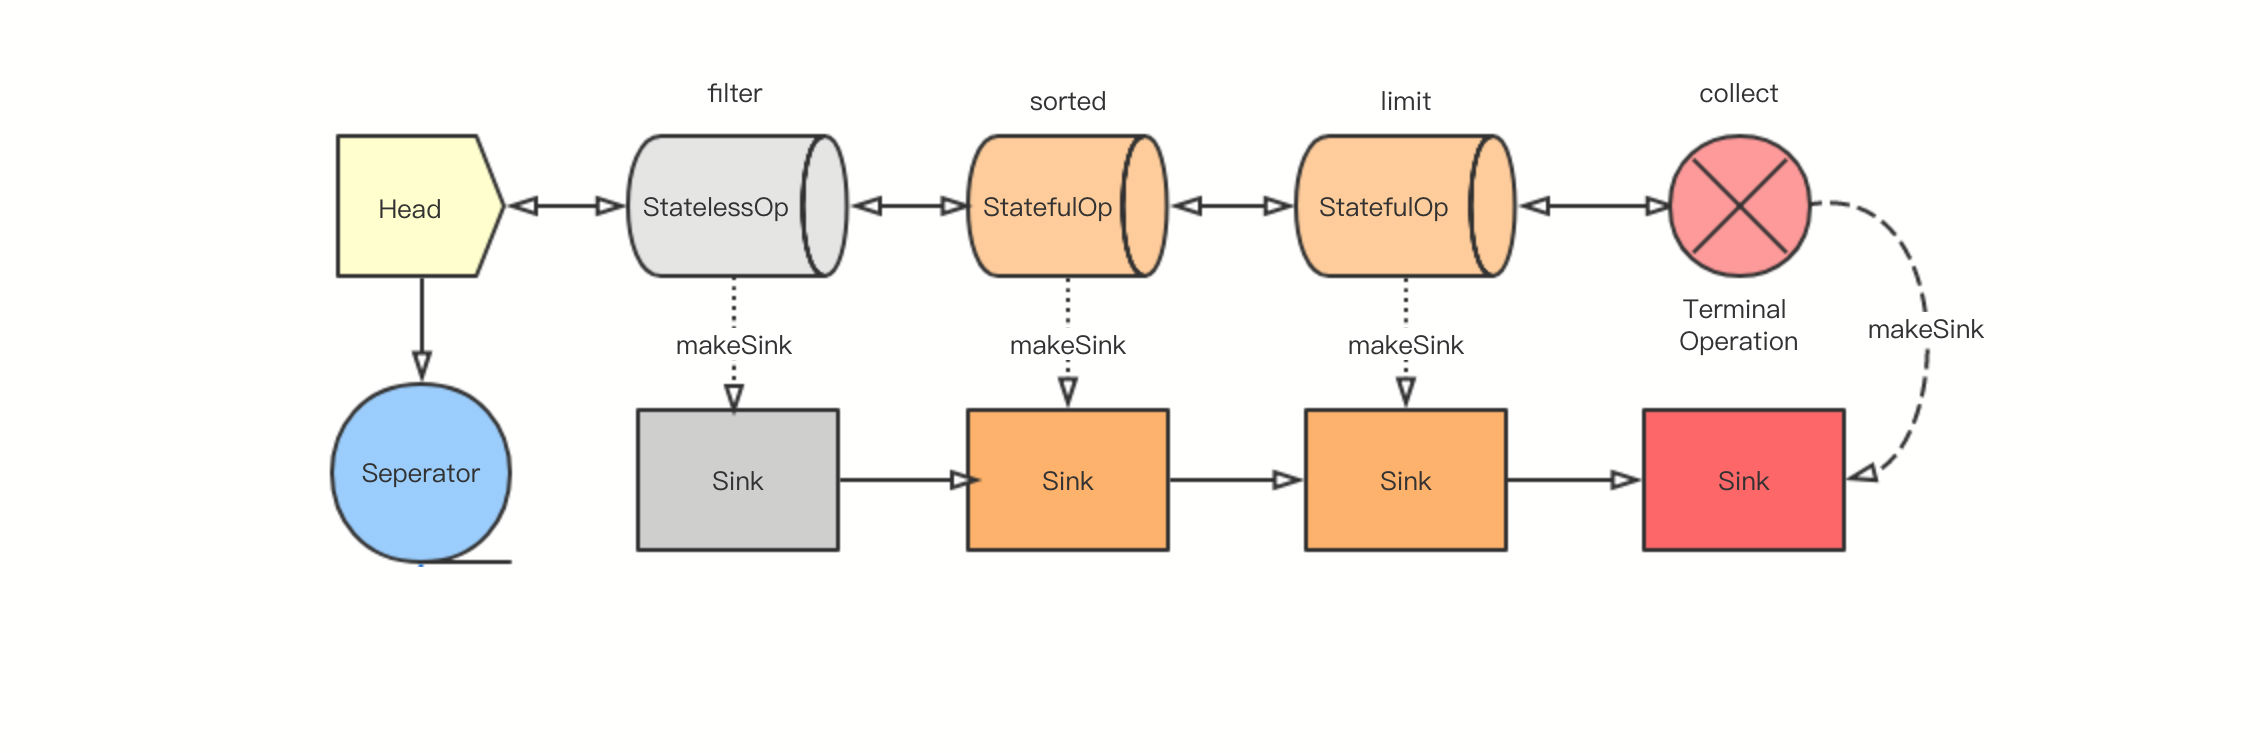 filter
sorted
limit
collect
Head
StatelessOp
StatefulOp
StatefulOp
Terminal
Operation
makeSink
makeSink
makeSink
makeSink
Seperator
Sink
Sink
Sink
Sink